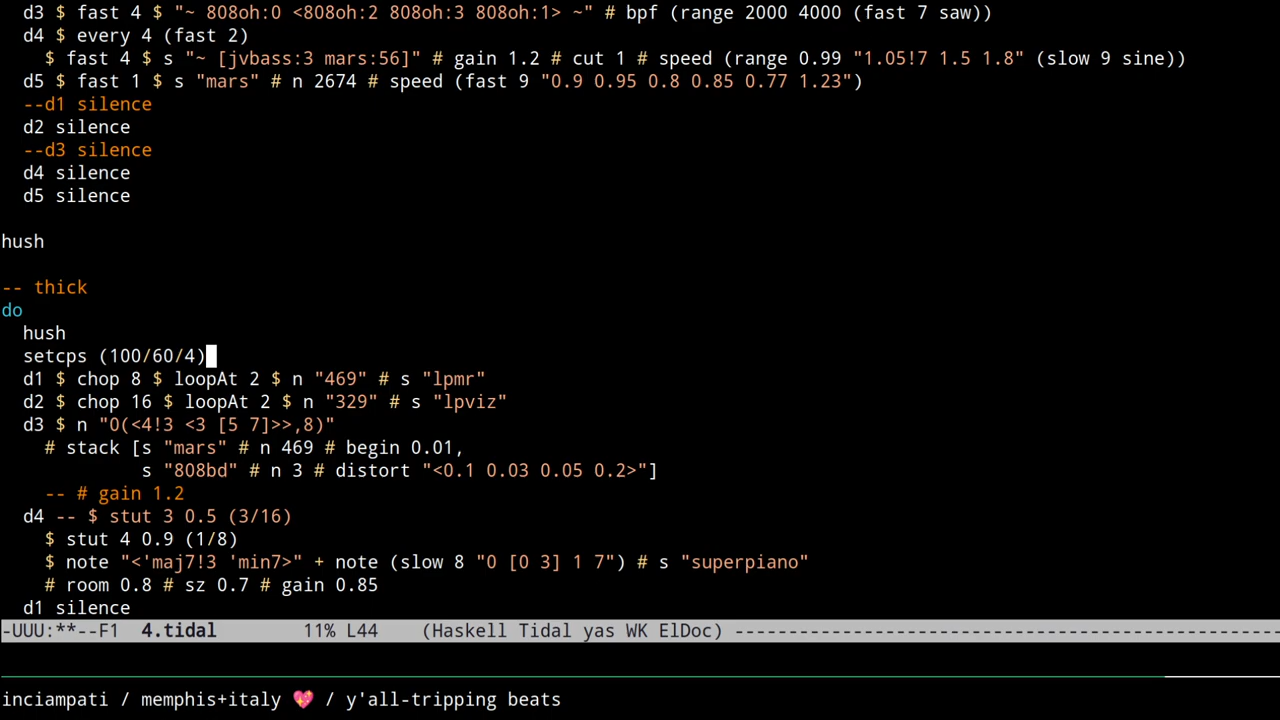 d3 $ fast 4 $ "~ 808oh:0 <808oh:2 808oh:3 808oh:1> ~" # bpf (range 2000 4000 (fast 7 saw))
  d4 $ every 4 (fast 2)
    $ fast 4 $ s "~ [jvbass:3 mars:56]" # gain 1.2 # cut 1 # speed (range 0.99 "1.05!7 1.5 1.8" (slow 9 sine))
  d5 $ fast 1 $ s "mars" # n 2674 # speed (fast 9 "0.9 0.95 0.8 0.85 0.77 1.23")
  --d1 silence
  d2 silence
  --d3 silence
  d4 silence
  d5 silence
hush
-- thick
do
  hush
  setcps (100/60/4)
  d1 $ chop 8 $ loopAt 2 $ n "469" # s "lpmr"
  d2 $ chop 16 $ loopAt 2 $ n "329" # s "lpviz"
  d3 $ n "0(<4!3 <3 [5 7]>>,8)"
    # stack [s "mars" # n 469 # begin 0.01,
             s "808bd" # n 3 # distort "<0.1 0.03 0.05 0.2>"]
    -- # gain 1.2
  d4 -- $ stut 3 0.5 (3/16)
    $ stut 4 0.9 (1/8)
    $ note "<'maj7!3 'min7>" + note (slow 8 "0 [0 3] 1 7") # s "superpiano"
    # room 0.8 # sz 0.7 # gain 0.85
  d1 silence
-UUU:**--F1  4.tidal        11% L44    (Haskell Tidal yas WK ElDoc) ---------------------------------------------------
inciampati / memphis+italy 💖 / y'all-tripping beats